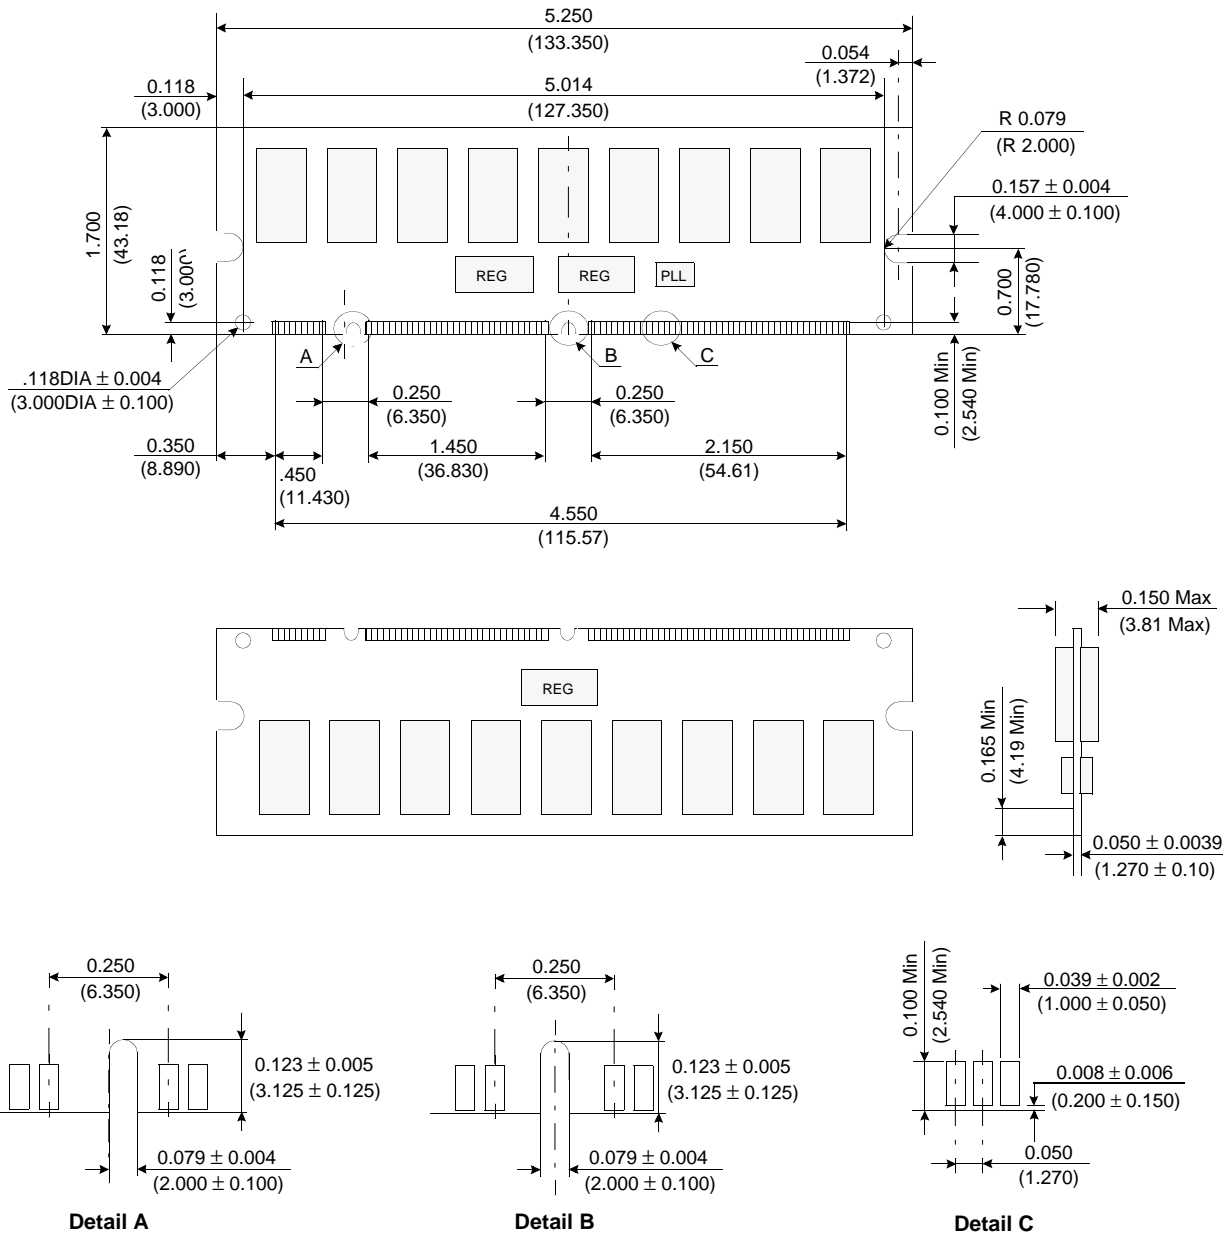 5.250
(133.350)
0.054
(1.372)
0.118
(3.000)
5.014
(127.350)
R 0.079
(R 2.000)
0.157 ± 0.004
(4.000 ± 0.100)
1.700
(43.18)
0.118
(3.000)
REG
REG
PLL
0.700
(17.780)
A
B
C
.118DIA ± 0.004
(3.000DIA ± 0.100)
0.250
(6.350)
0.250
(6.350)
0.100 Min
(2.540 Min)
0.350
(8.890)
.450
(11.430)
1.450
(36.830)
2.150
(54.61)
4.550
(115.57)
0.150 Max
(3.81 Max)
REG
0.165 Min
(4.19 Min)
0.050 ± 0.0039
(1.270 ± 0.10)
0.250
(6.350)
0.123 ± 0.005
(3.125 ± 0.125)
0.079 ± 0.004
(2.000 ± 0.100)
Detail A
0.250
(6.350)
0.123 ± 0.005
(3.125 ± 0.125)
0.079 ± 0.004
(2.000 ± 0.100)
Detail B
0.100 Min
(2.540 Min)
0.039 ± 0.002
(1.000 ± 0.050)
0.008 ± 0.006
(0.200 ± 0.150)
0.050
(1.270)
Detail C